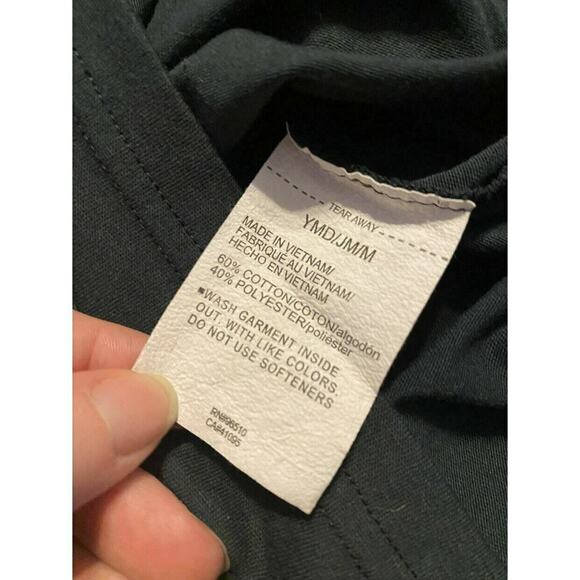 TEAR AWAY
YMD/JM/M
MADE IN VIETNAM/
FABRIQUÉ AU VIETNAM/
HECHO EN VIETNAM
60% COTTON/COTON/algodón
40% POLYESTER/poliéster
■WASH GARMENT INSIDE
OUT, WITH LIKE COLORS.
DO NOT USE SOFTENERS
RN#96510
CA#41095